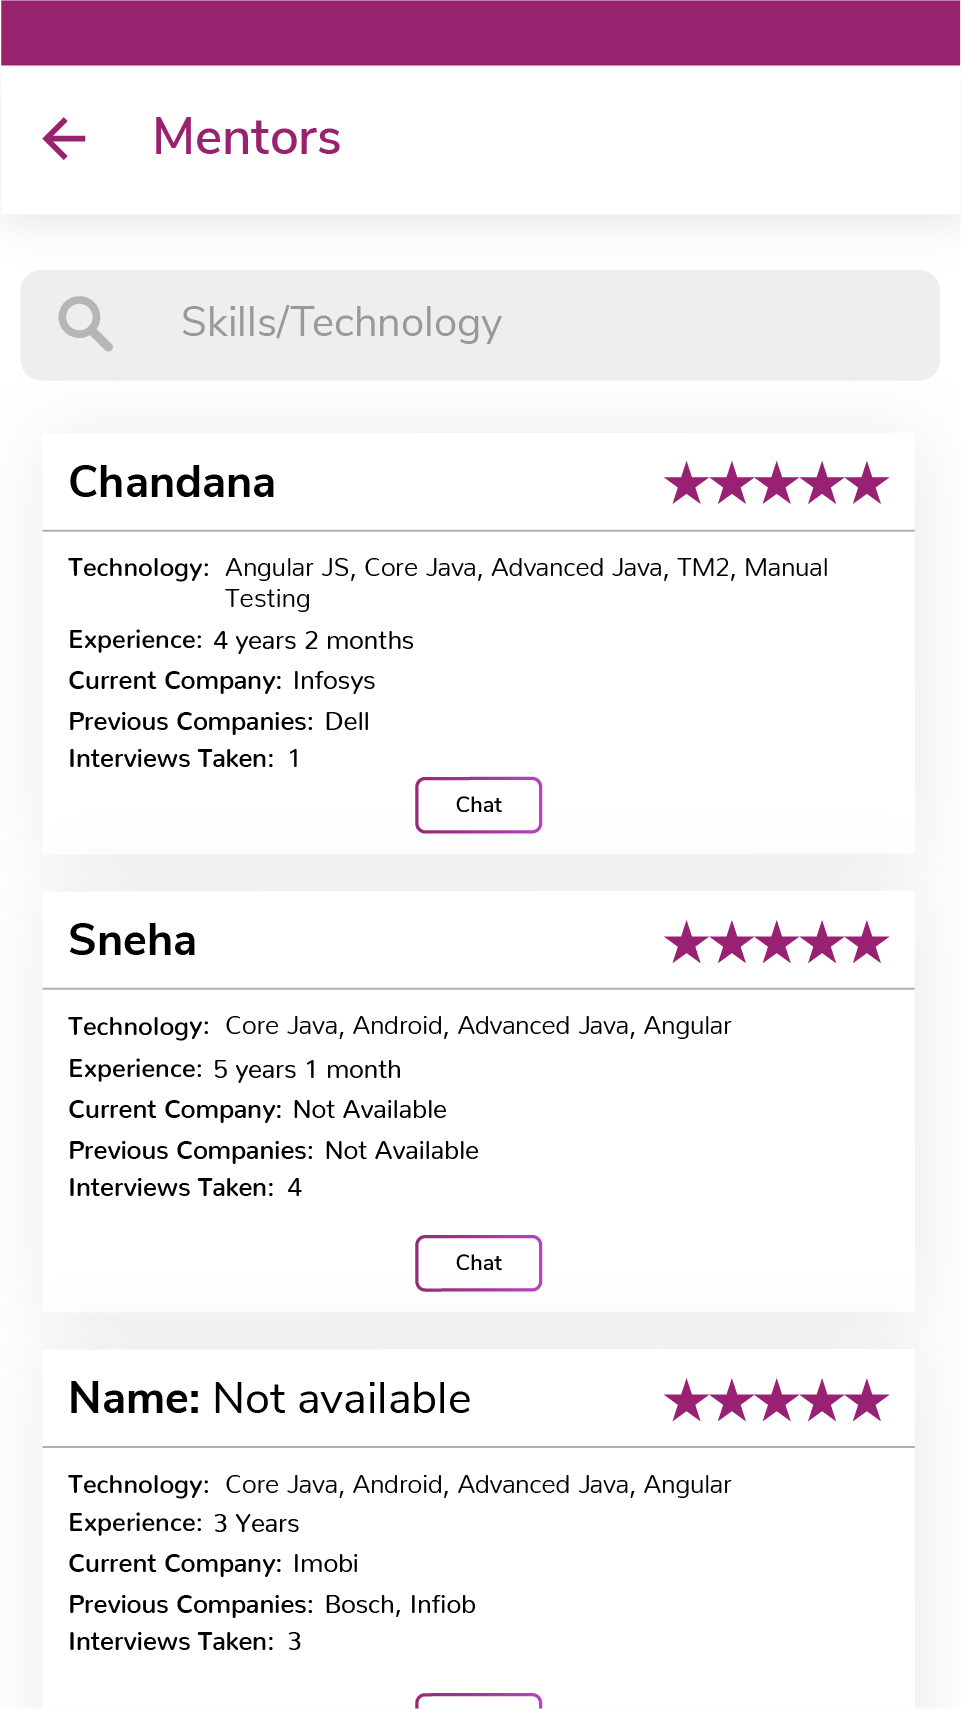 Mentors
Skills/Technology
Chandana
Technology: Angular JS, Core Java, Advanced Java, TM2, Manual
Testing
Experience: 4 years 2 months
Current Company: Infosys
Previous Companies: Dell
Interviews Taken: 1
Chat
Sneha
Technology: Core Java, Android, Advanced Java, Angular
Experience: 5 years 1 month
Current Company: Not Available
Previous Companies: Not Available
Interviews Taken: 4
Chat
Name: Not available
Technology: Core Java, Android, Advanced Java, Angular
Experience: 3 Years
Current Company: Imobi
Previous Companies: Bosch, Infiob
Interviews Taken: 3